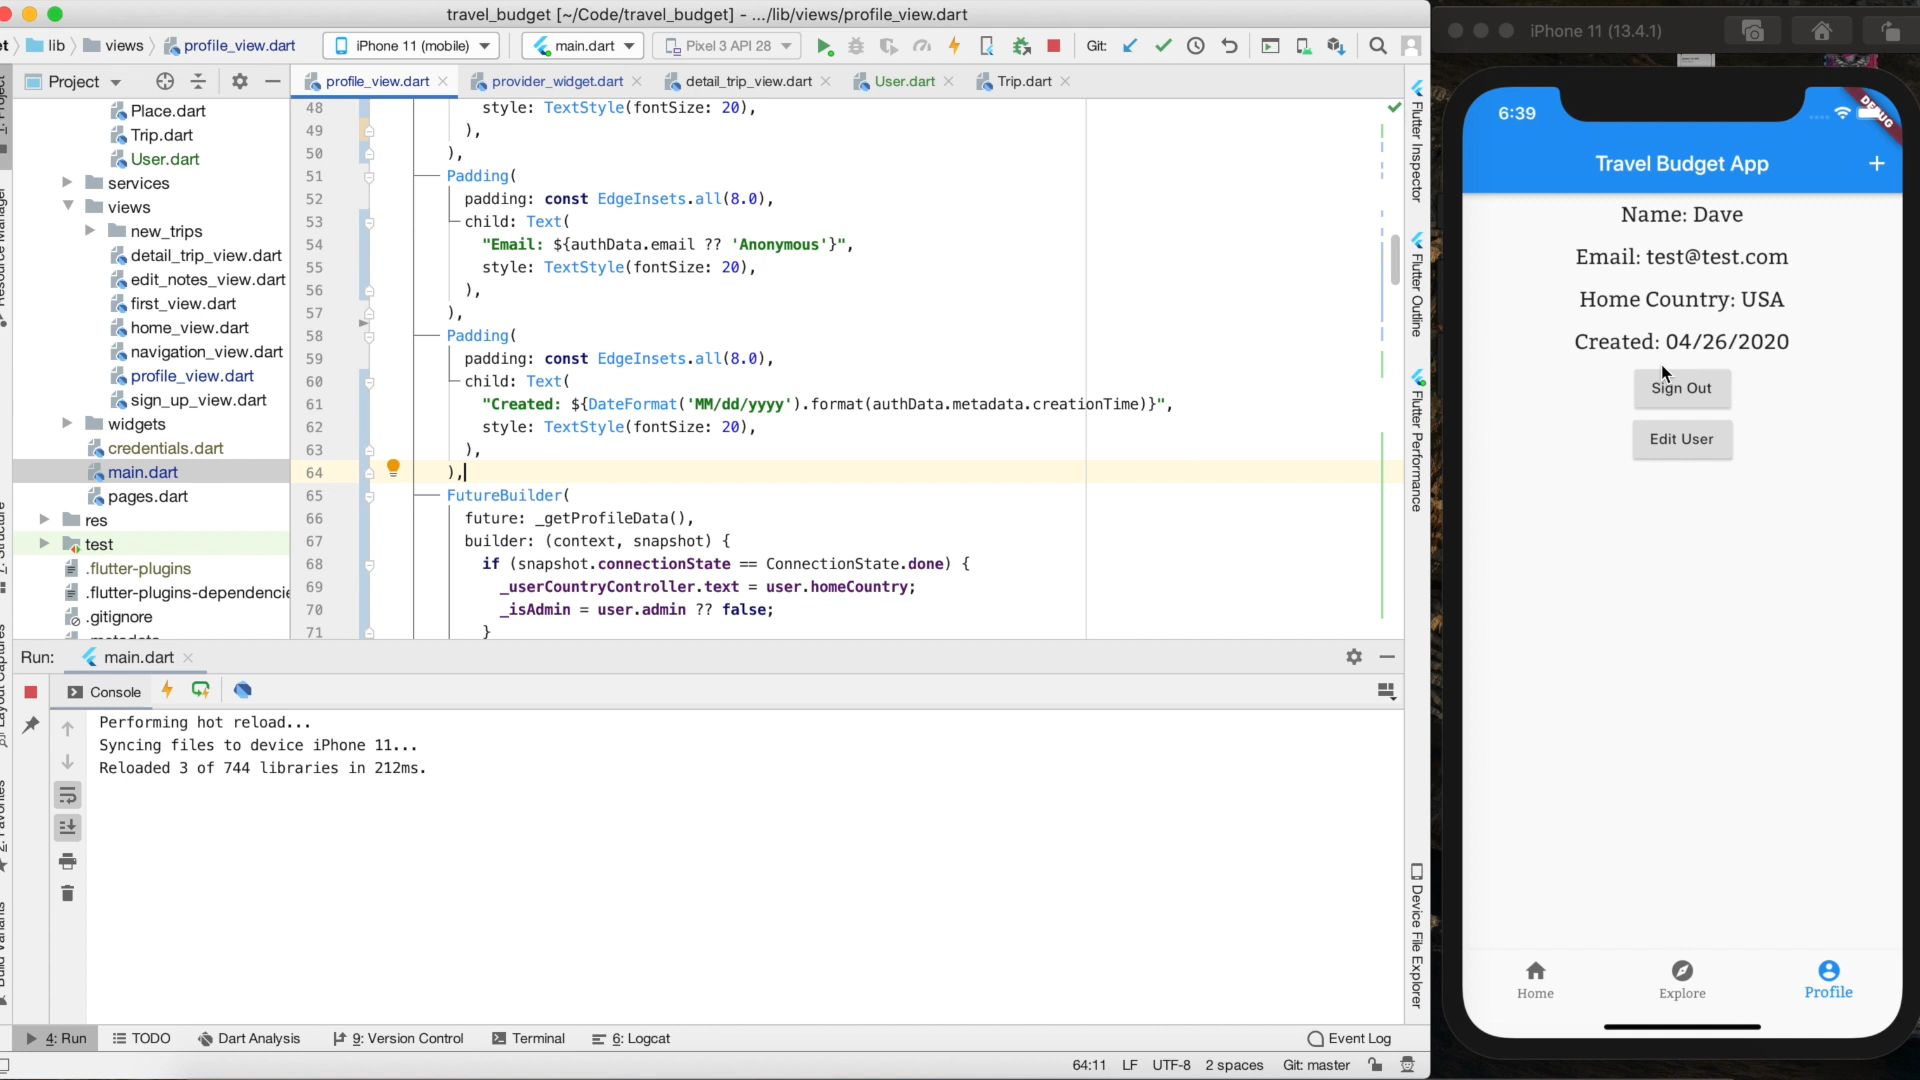 travel_budget [~/Code/travel_budget] - .../lib/views/profile_view.dart
et lib views profile_view.dart iPhone 11 (mobile) main.dart Pixel 3 API 28 Git:
Project profile_view.dart provider_widget.dart detail_trip_view.dart User.dart Trip.dart
Place.dart
Trip.dart
User.dart
services
views
new_trips
detail_trip_view.dart
edit_notes_view.dart
first_view.dart
home_view.dart
navigation_view.dart
profile_view.dart
sign_up_view.dart
widgets
credentials.dart
main.dart
pages.dart
res
test
.flutter-plugins
.flutter-plugins-dependencie
.gitignore
48 style: TextStyle(fontSize: 20),
49 ),
50 ),
51 Padding(
52 padding: const EdgeInsets.all(8.0),
53 child: Text(
54 "Email: ${authData.email ?? 'Anonymous'}",
55 style: TextStyle(fontSize: 20),
56 ),
57 ),
58 Padding(
59 padding: const EdgeInsets.all(8.0),
60 child: Text(
61 "Created: ${DateFormat('MM/dd/yyyy').format(authData.metadata.creationTime)}",
62 style: TextStyle(fontSize: 20),
63 ),
64 ),
65 FutureBuilder(
66 future: _getProfileData(),
67 builder: (context, snapshot) {
68 if (snapshot.connectionState == ConnectionState.done) {
69 _userCountryController.text = user.homeCountry;
70 _isAdmin = user.admin ?? false;
71 }
Flutter Inspector
Flutter Outline
Flutter Performance
Device File Explorer
Run: main.dart
Console
Performing hot reload...
Syncing files to device iPhone 11...
Reloaded 3 of 744 libraries in 212ms.
4: Run TODO Dart Analysis 9: Version Control Terminal 6: Logcat Event Log
64:11 LF UTF-8 2 spaces Git: master
iPhone 11 (13.4.1)
6:39
DEBUG
Travel Budget App +
Name: Dave
Email: test@test.com
Home Country: USA
Created: 04/26/2020
Sign Out
Edit User
Home Explore Profile